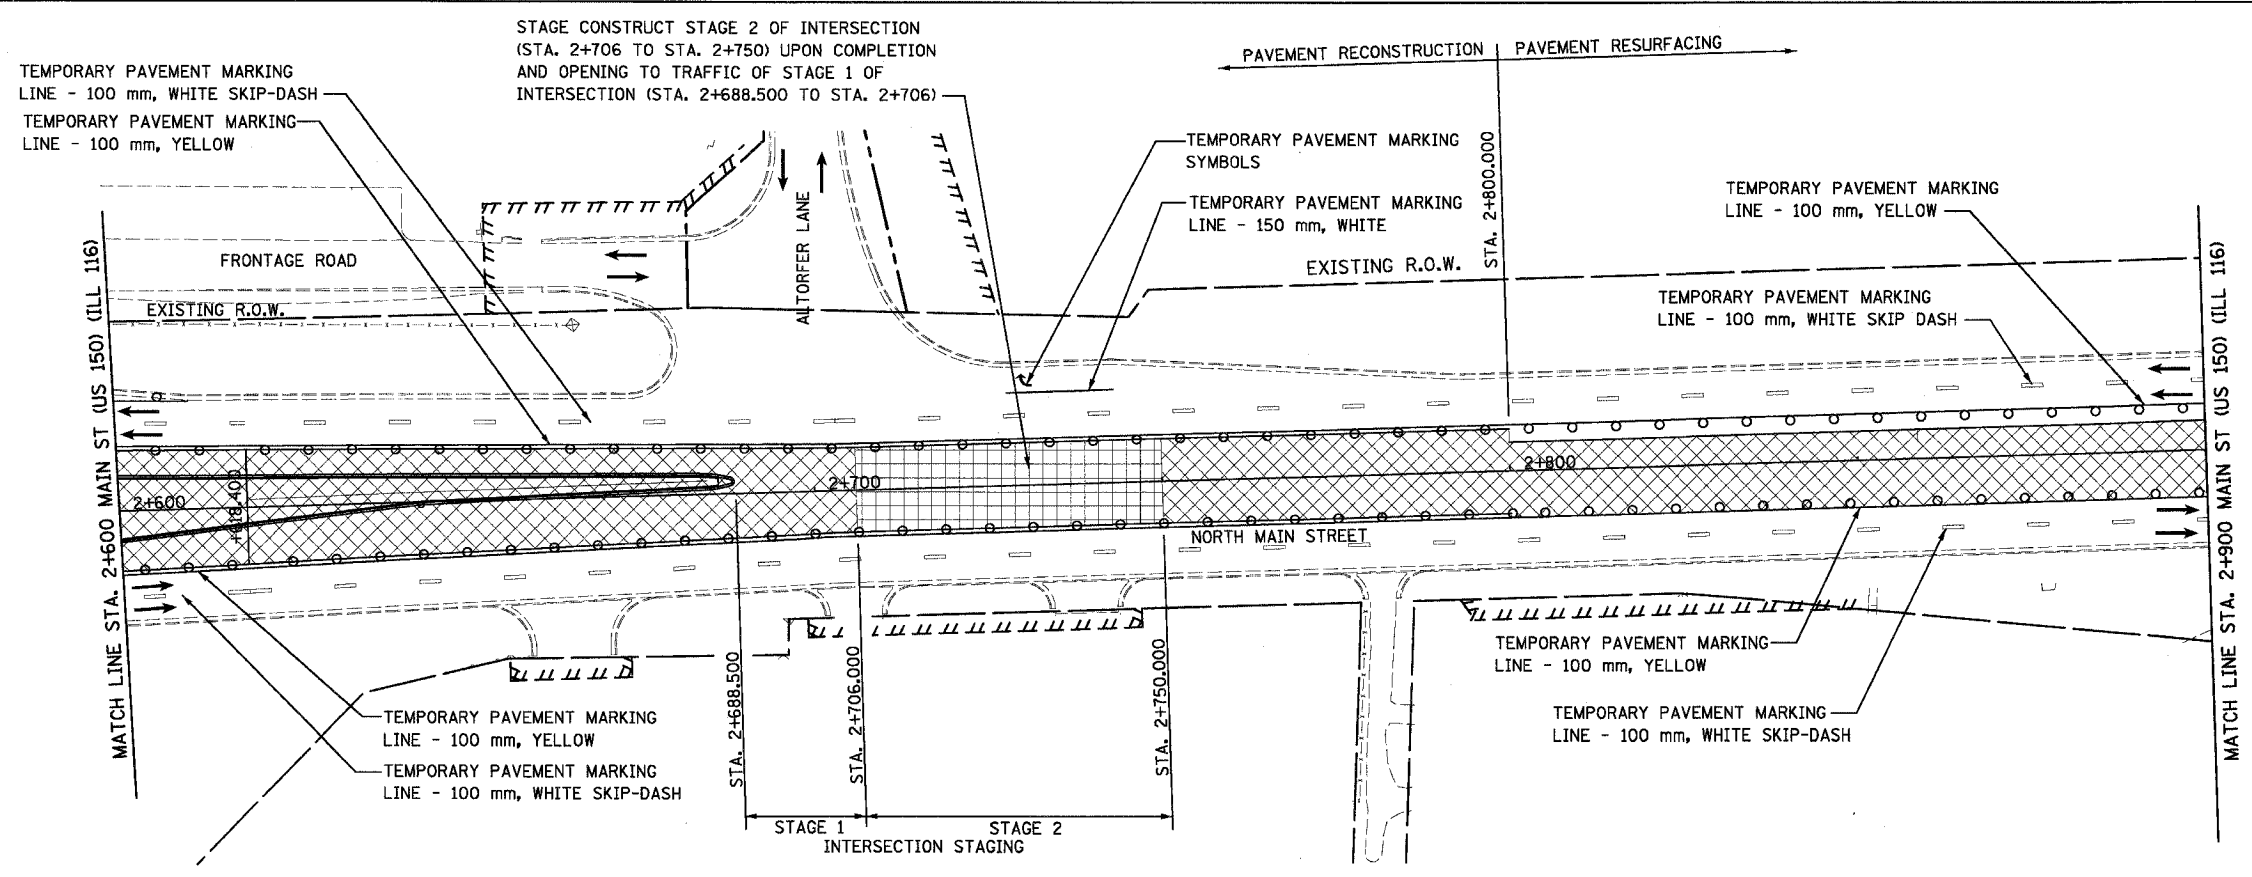 STAGE CONSTRUCT STAGE 2 OF INTERSECTION
(STA. 2+706 TO STA. 2+750) UPON COMPLETION
AND OPENING TO TRAFFIC OF STAGE 1 OF
INTERSECTION (STA. 2+688.500 TO STA. 2+706)
PAVEMENT RECONSTRUCTION
PAVEMENT RESURFACING
TEMPORARY PAVEMENT MARKING
LINE - 100 mm, WHITE SKIP-DASH
TEMPORARY PAVEMENT MARKING
LINE - 100 mm, YELLOW
TEMPORARY PAVEMENT MARKING
SYMBOLS
TEMPORARY PAVEMENT MARKING
LINE - 150 mm, WHITE
STA. 2+800.000
TEMPORARY PAVEMENT MARKING
LINE - 100 mm, YELLOW
FRONTAGE ROAD
ALTORFER LANE
EXISTING R.O.W.
EXISTING R.O.W.
TEMPORARY PAVEMENT MARKING
LINE - 100 mm, WHITE SKIP DASH
MATCH LINE STA. 2+600 MAIN ST (US 150) (ILL 116)
2+600
2+700
2+800
NORTH MAIN STREET
MATCH LINE STA. 2+900 MAIN ST (US 150) (ILL 116)
STA. 2+688.500
STA. 2+706.000
STA. 2+750.000
TEMPORARY PAVEMENT MARKING
LINE - 100 mm, YELLOW
TEMPORARY PAVEMENT MARKING
LINE - 100 mm, WHITE SKIP-DASH
TEMPORARY PAVEMENT MARKING
LINE - 100 mm, YELLOW
TEMPORARY PAVEMENT MARKING
LINE - 100 mm, WHITE SKIP-DASH
STAGE 1
STAGE 2
INTERSECTION STAGING